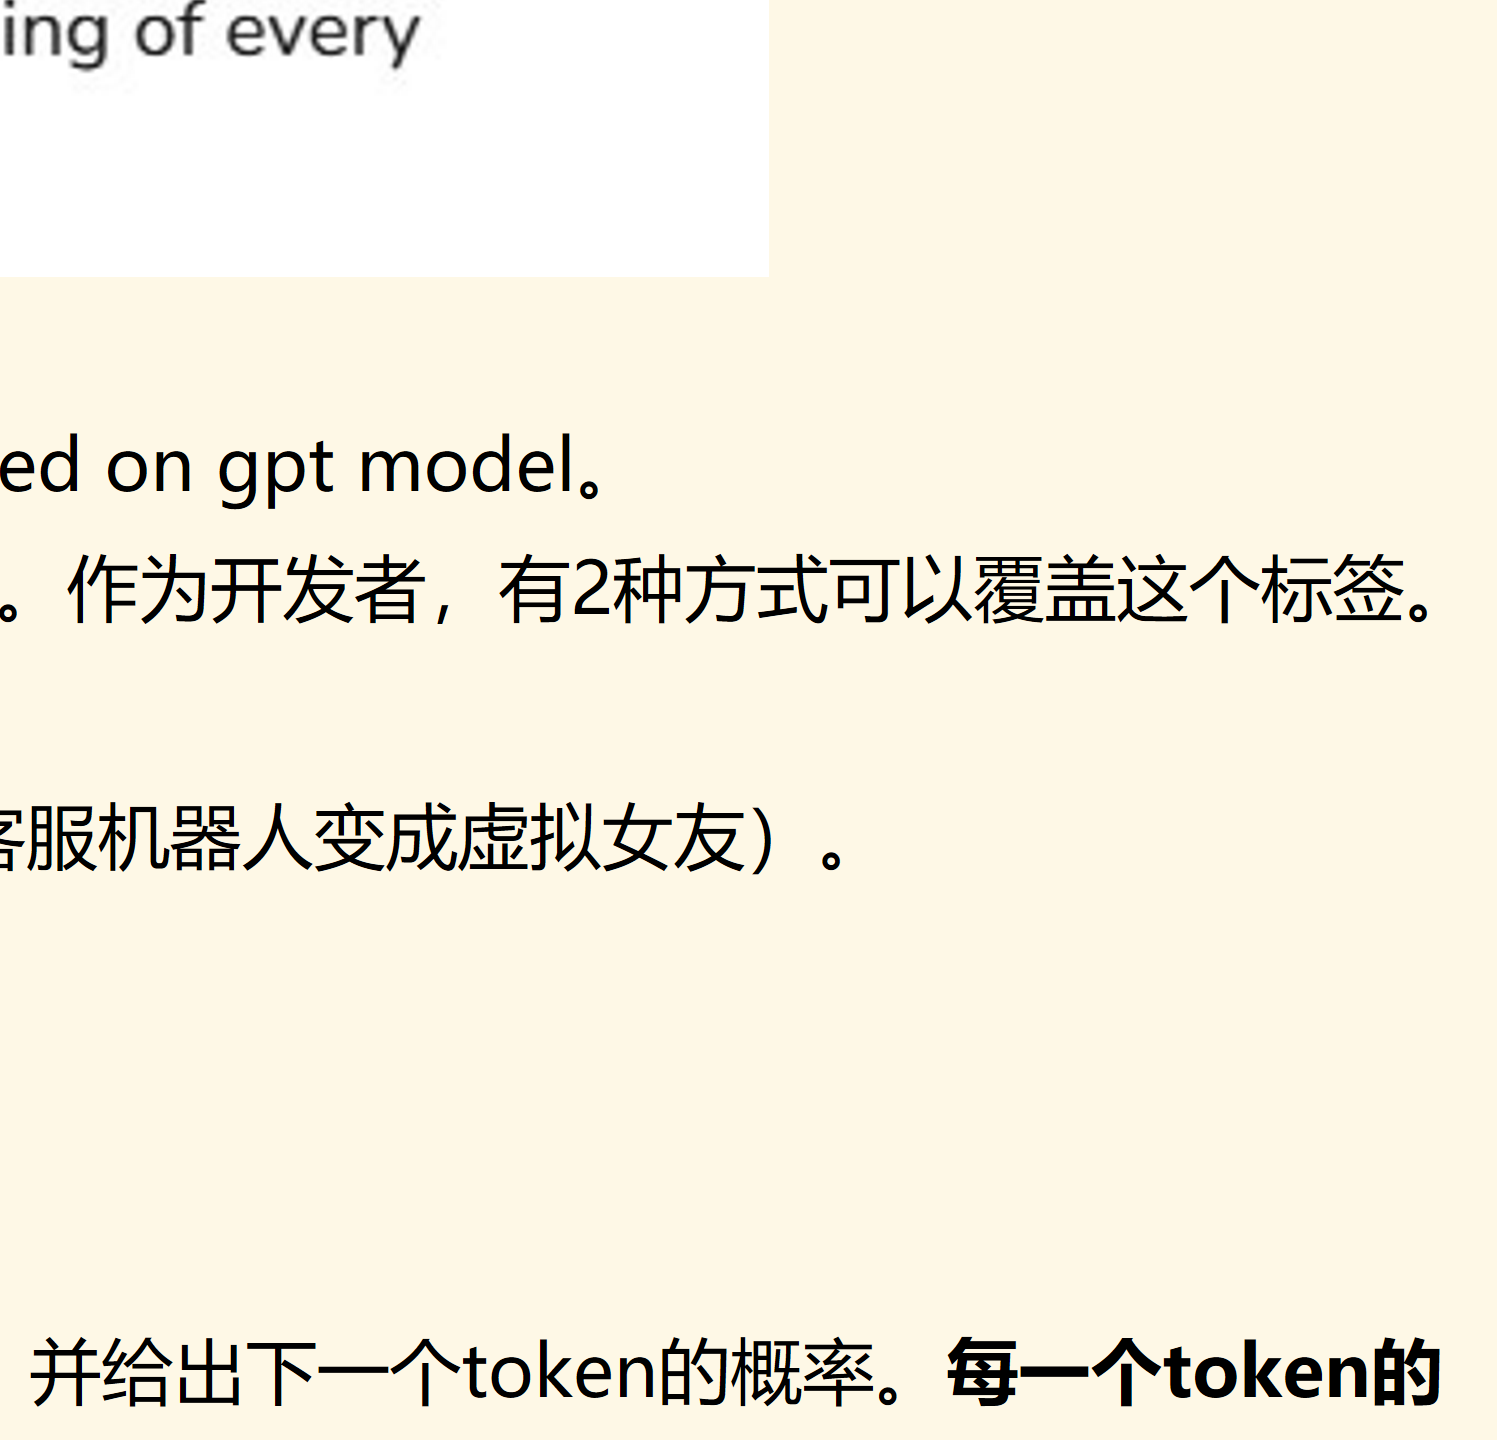 ing of every
ed on gpt model。
。作为开发者，有2种方式可以覆盖这个标签。
客服机器人变成虚拟女友）。
并给出下一个token的概率。每一个token的